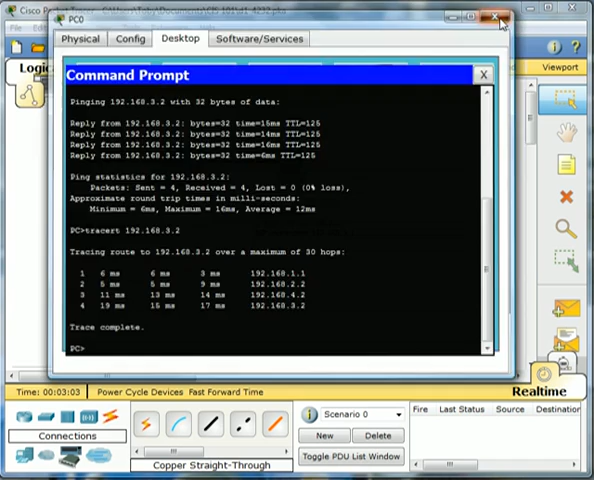 Cisco Packet Tracer - C:\Users\Toby\Documents\CIS 101\d1_4232.pka
PC0
File
Physical Config Desktop Software/Services
Logical
Viewport
Command Prompt
X
Pinging 192.168.3.2 with 32 bytes of data:
Reply from 192.168.3.2: bytes=32 time=15ms TTL=125
Reply from 192.168.3.2: bytes=32 time=14ms TTL=125
Reply from 192.168.3.2: bytes=32 time=16ms TTL=125
Reply from 192.168.3.2: bytes=32 time=6ms TTL=125
Ping statistics for 192.168.3.2:
Packets: Sent = 4, Received = 4, Lost = 0 (0% loss),
Approximate round trip times in milli-seconds:
Minimum = 6ms, Maximum = 16ms, Average = 12ms
PC>tracert 192.168.3.2
Tracing route to 192.168.3.2 over a maximum of 30 hops:
1 6 ms 6 ms 3 ms 192.168.1.1
2 5 ms 5 ms 9 ms 192.168.2.2
3 11 ms 13 ms 14 ms 192.168.4.2
4 19 ms 15 ms 17 ms 192.168.3.2
Trace complete.
PC>
Time: 00:03:03 Power Cycle Devices Fast Forward Time
Realtime
Connections
Copper Straight-Through
Scenario 0
New Delete
Toggle PDU List Window
Fire Last Status Source Destination